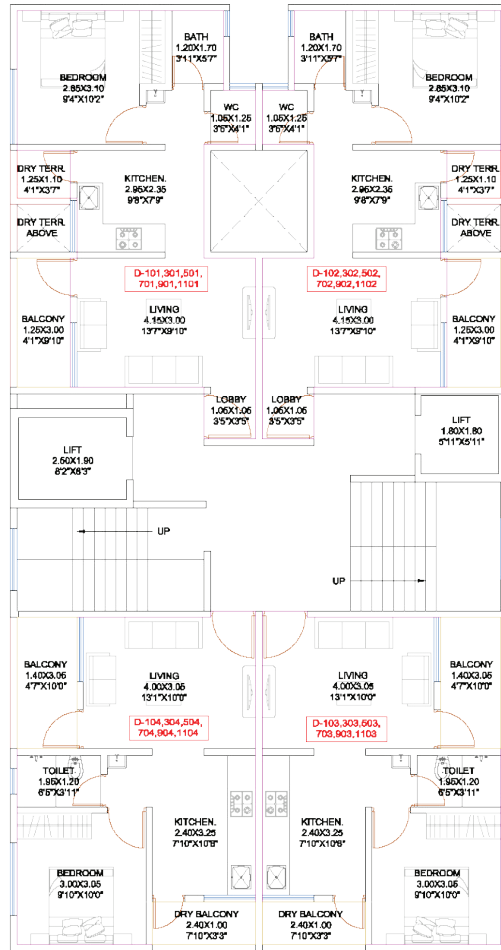 BATH
1.20X1.70
3'11"X5'7"
BATH
1.20X1.70
3'11"X5'7"
BEDROOM
2.85X3.10
9'4"X10'2"
BEDROOM
2.85X3.10
9'4"X10'2"
WC
1.05X1.25
3'5"X4'1"
WC
1.05X1.25
3'5"X4'1"
DRY TERR.
1.25X1.10
4'1"X3'7"
KITCHEN.
2.95X2.35
9'8"X7'9"
KITCHEN.
2.95X2.35
9'8"X7'9"
DRY TERR.
1.25X1.10
4'1"X3'7"
DRY TERR.
ABOVE
DRY TERR.
ABOVE
D-101,301,501,
701,901,1101
D-102,302,502,
702,902,1102
BALCONY
1.25X3.00
4'1"X9'10"
LIVING
4.15X3.00
13'7"X9'10"
LIVING
4.15X3.00
13'7"X9'10"
BALCONY
1.25X3.00
4'1"X9'10"
LOBBY
1.05X1.05
3'5"X3'5"
LOBBY
1.05X1.05
3'5"X3'5"
LIFT
2.50X1.90
8'2"X6'3"
LIFT
1.80X1.80
5'11"X5'11"
UP
UP
BALCONY
1.40X3.05
4'7"X10'0"
LIVING
4.00X3.05
13'1"X10'0"
LIVING
4.00X3.05
13'1"X10'0"
BALCONY
1.40X3.05
4'7"X10'0"
D-104,304,504,
704,904,1104
D-103,303,503,
703,903,1103
TOILET
1.95X1.20
6'5"X3'11"
TOILET
1.95X1.20
6'5"X3'11"
KITCHEN.
2.40X3.25
7'10"X10'8"
KITCHEN.
2.40X3.25
7'10"X10'8"
BEDROOM
3.00X3.05
9'10"X10'0"
BEDROOM
3.00X3.05
9'10"X10'0"
DRY BALCONY
2.40X1.00
7'10"X3'3"
DRY BALCONY
2.40X1.00
7'10"X3'3"